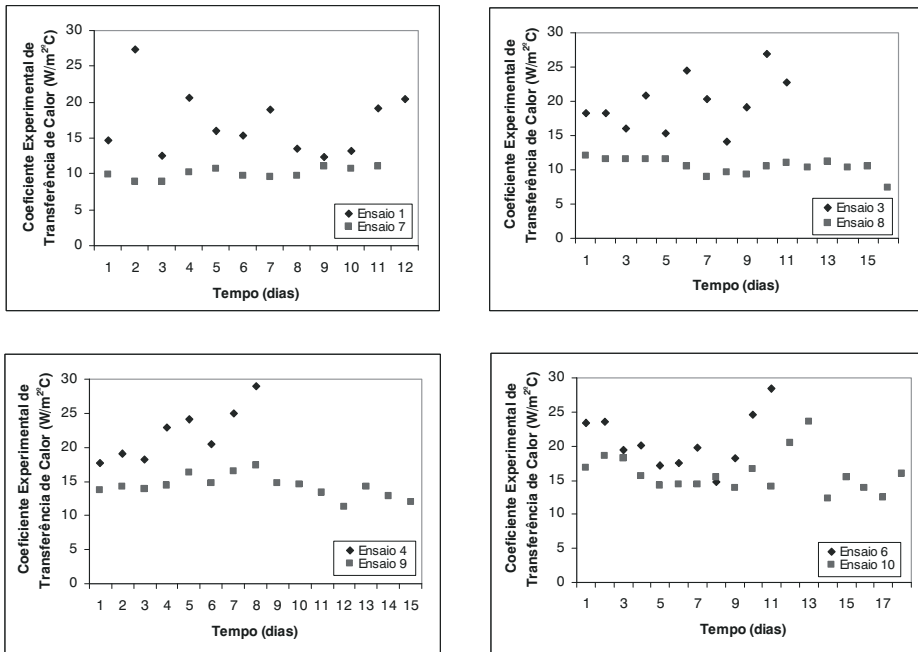 Coeficiente Experimental de
Transferência de Calor (W/m²ºC)
30
25
20
15
10
5
0
1 2 3 4 5 6 7 8 9 10 11 12
Tempo (dias)
Ensaio 1
Ensaio 7
Coeficiente Experimental de
Transferência de Calor (W/m²ºC)
30
25
20
15
10
5
0
1 3 5 7 9 11 13 15
Tempo (dias)
Ensaio 3
Ensaio 8
Coeficiente Experimental de
Transferência de Calor (W/m²ºC)
30
25
20
15
10
5
0
1 2 3 4 5 6 7 8 9 10 11 12 13 14 15
Tempo (dias)
Ensaio 4
Ensaio 9
Coeficiente Experimental de
Transferência de Calor (W/m²ºC)
30
25
20
15
10
5
0
1 3 5 7 9 11 13 15 17
Tempo (dias)
Ensaio 6
Ensaio 10